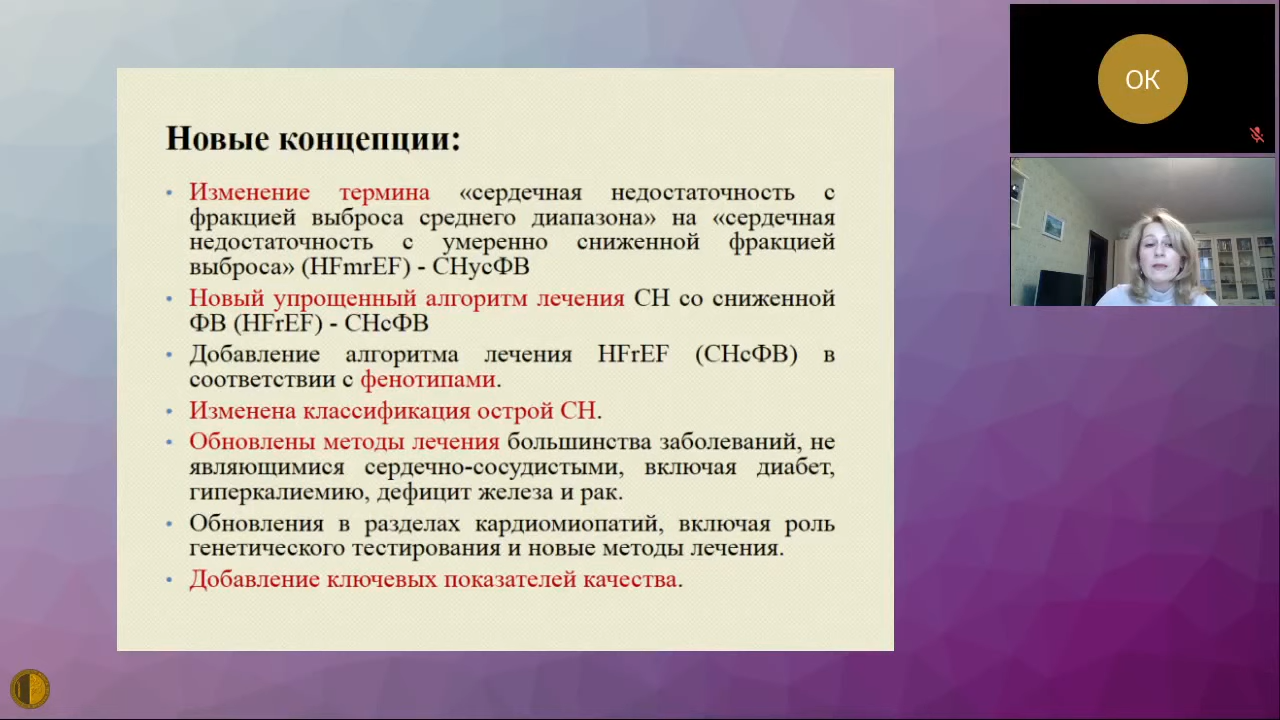 Новые концепции:
Изменение термина «сердечная недостаточность с
фракцией выброса среднего диапазона» на «сердечная
недостаточность с умеренно сниженной фракцией
выброса» (HFmrEF) - СНусФВ
Новый упрощенный алгоритм лечения СН со сниженной
ФВ (HFrEF) - СНсФВ
Добавление алгоритма лечения HFrEF (СНсФВ) в
соответствии с фенотипами.
Изменена классификация острой СН.
Обновлены методы лечения большинства заболеваний, не
являющимися сердечно-сосудистыми, включая диабет,
гиперкалиемию, дефицит железа и рак.
Обновления в разделах кардиомиопатий, включая роль
генетического тестирования и новые методы лечения.
Добавление ключевых показателей качества.
ОК